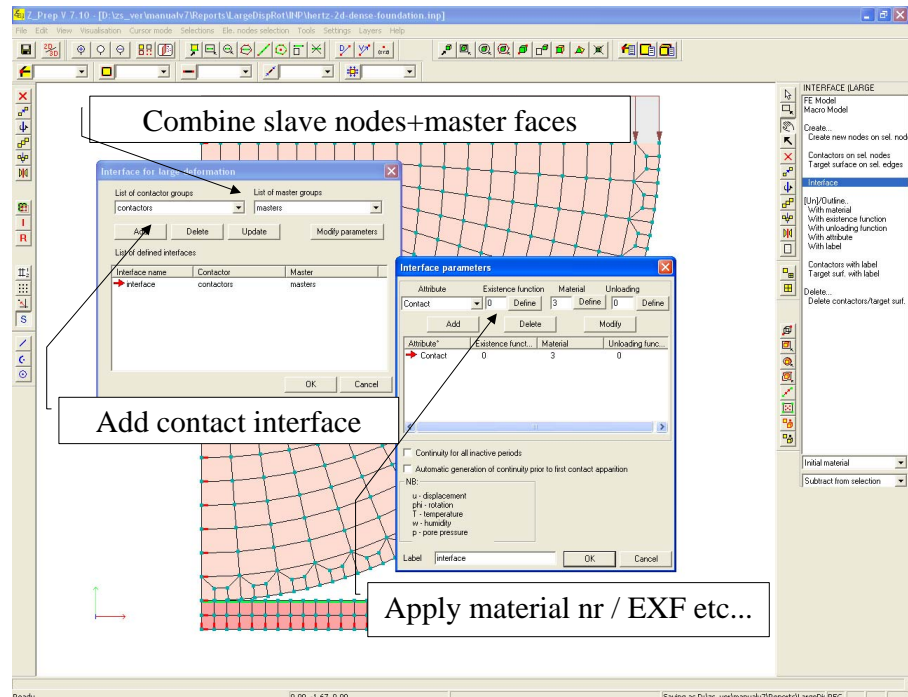 Z_Prep V 7.10 - [D:\zs_ver\manualv7\Reports\LargeDispRot\INP\hertz-2d-dense-foundation.inp]
File Edit View Visualisation Cursor mode Selections Ele. nodes selection Tools Settings Layers Help
Combine slave nodes+master faces
Interface for large deformation
List of contactor groups List of master groups
contactors masters
Add Delete Update Modify parameters
List of defined interfaces
Interface name Contactor Master
interface contactors masters
OK Cancel
Add contact interface
Interface parameters
Attribute Existence function Material Unloading
Contact 0 Define 3 Define 0 Define
Add Delete Modify
Attribute* Existence funct... Material Unloading func...
Contact 0 3 0
Continuity for all inactive periods
Automatic generation of continuity prior to first contact apparition
NB:
u - displacement
phi - rotation
T - temperature
w - humidity
p - pore pressure
Label interface OK Cancel
Apply material nr / EXF etc...
INTERFACE (LARGE
FE Model
Macro Model
Create...
Create new nodes on sel. nod
Contactors on sel. nodes
Target surface on sel. edges
Interface
[Un]/Outline..
With material
With existence function
With unloading function
With attribute
With label
Contactors with label
Target surf. with label
Delete...
Delete contactors/target surf.
Initial material
Subtract from selection
Ready